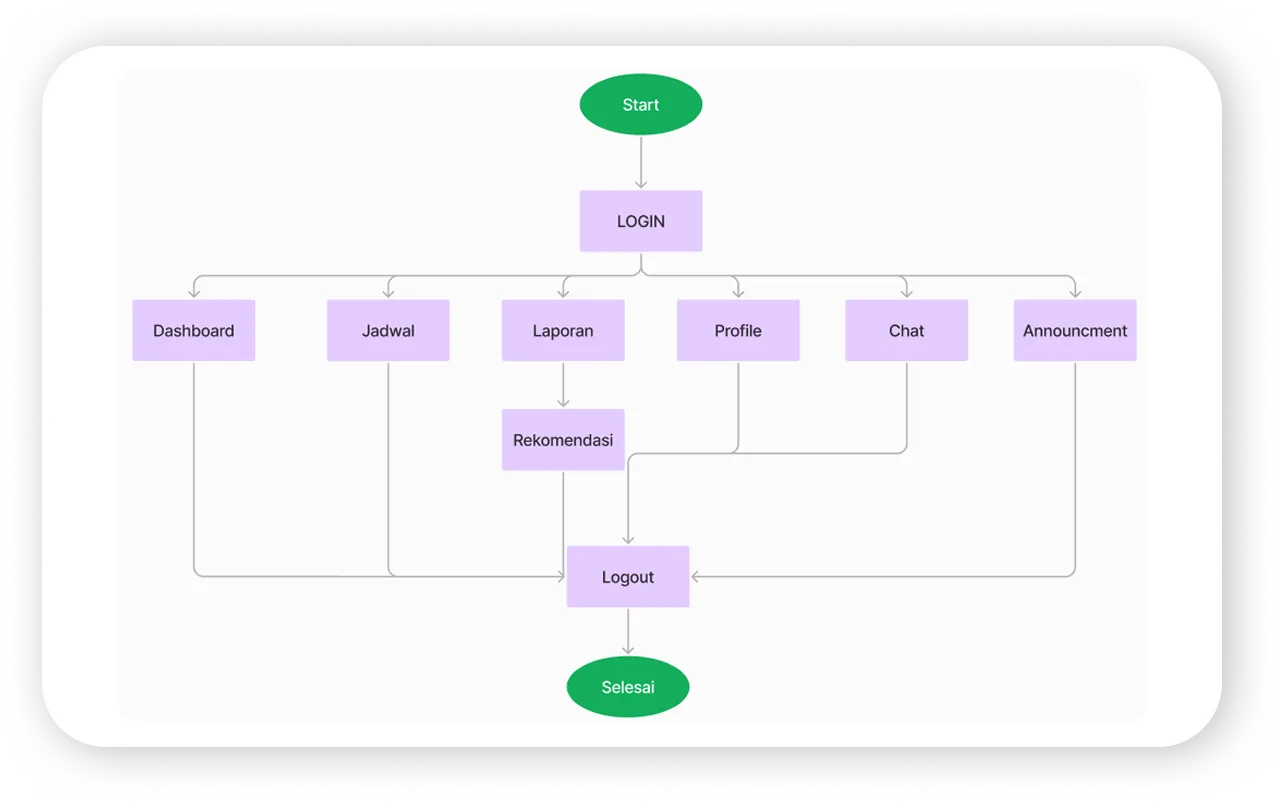 Start
LOGIN
Dashboard
Jadwal
Laporan
Profile
Chat
Announcment
Rekomendasi
Logout
Selesai